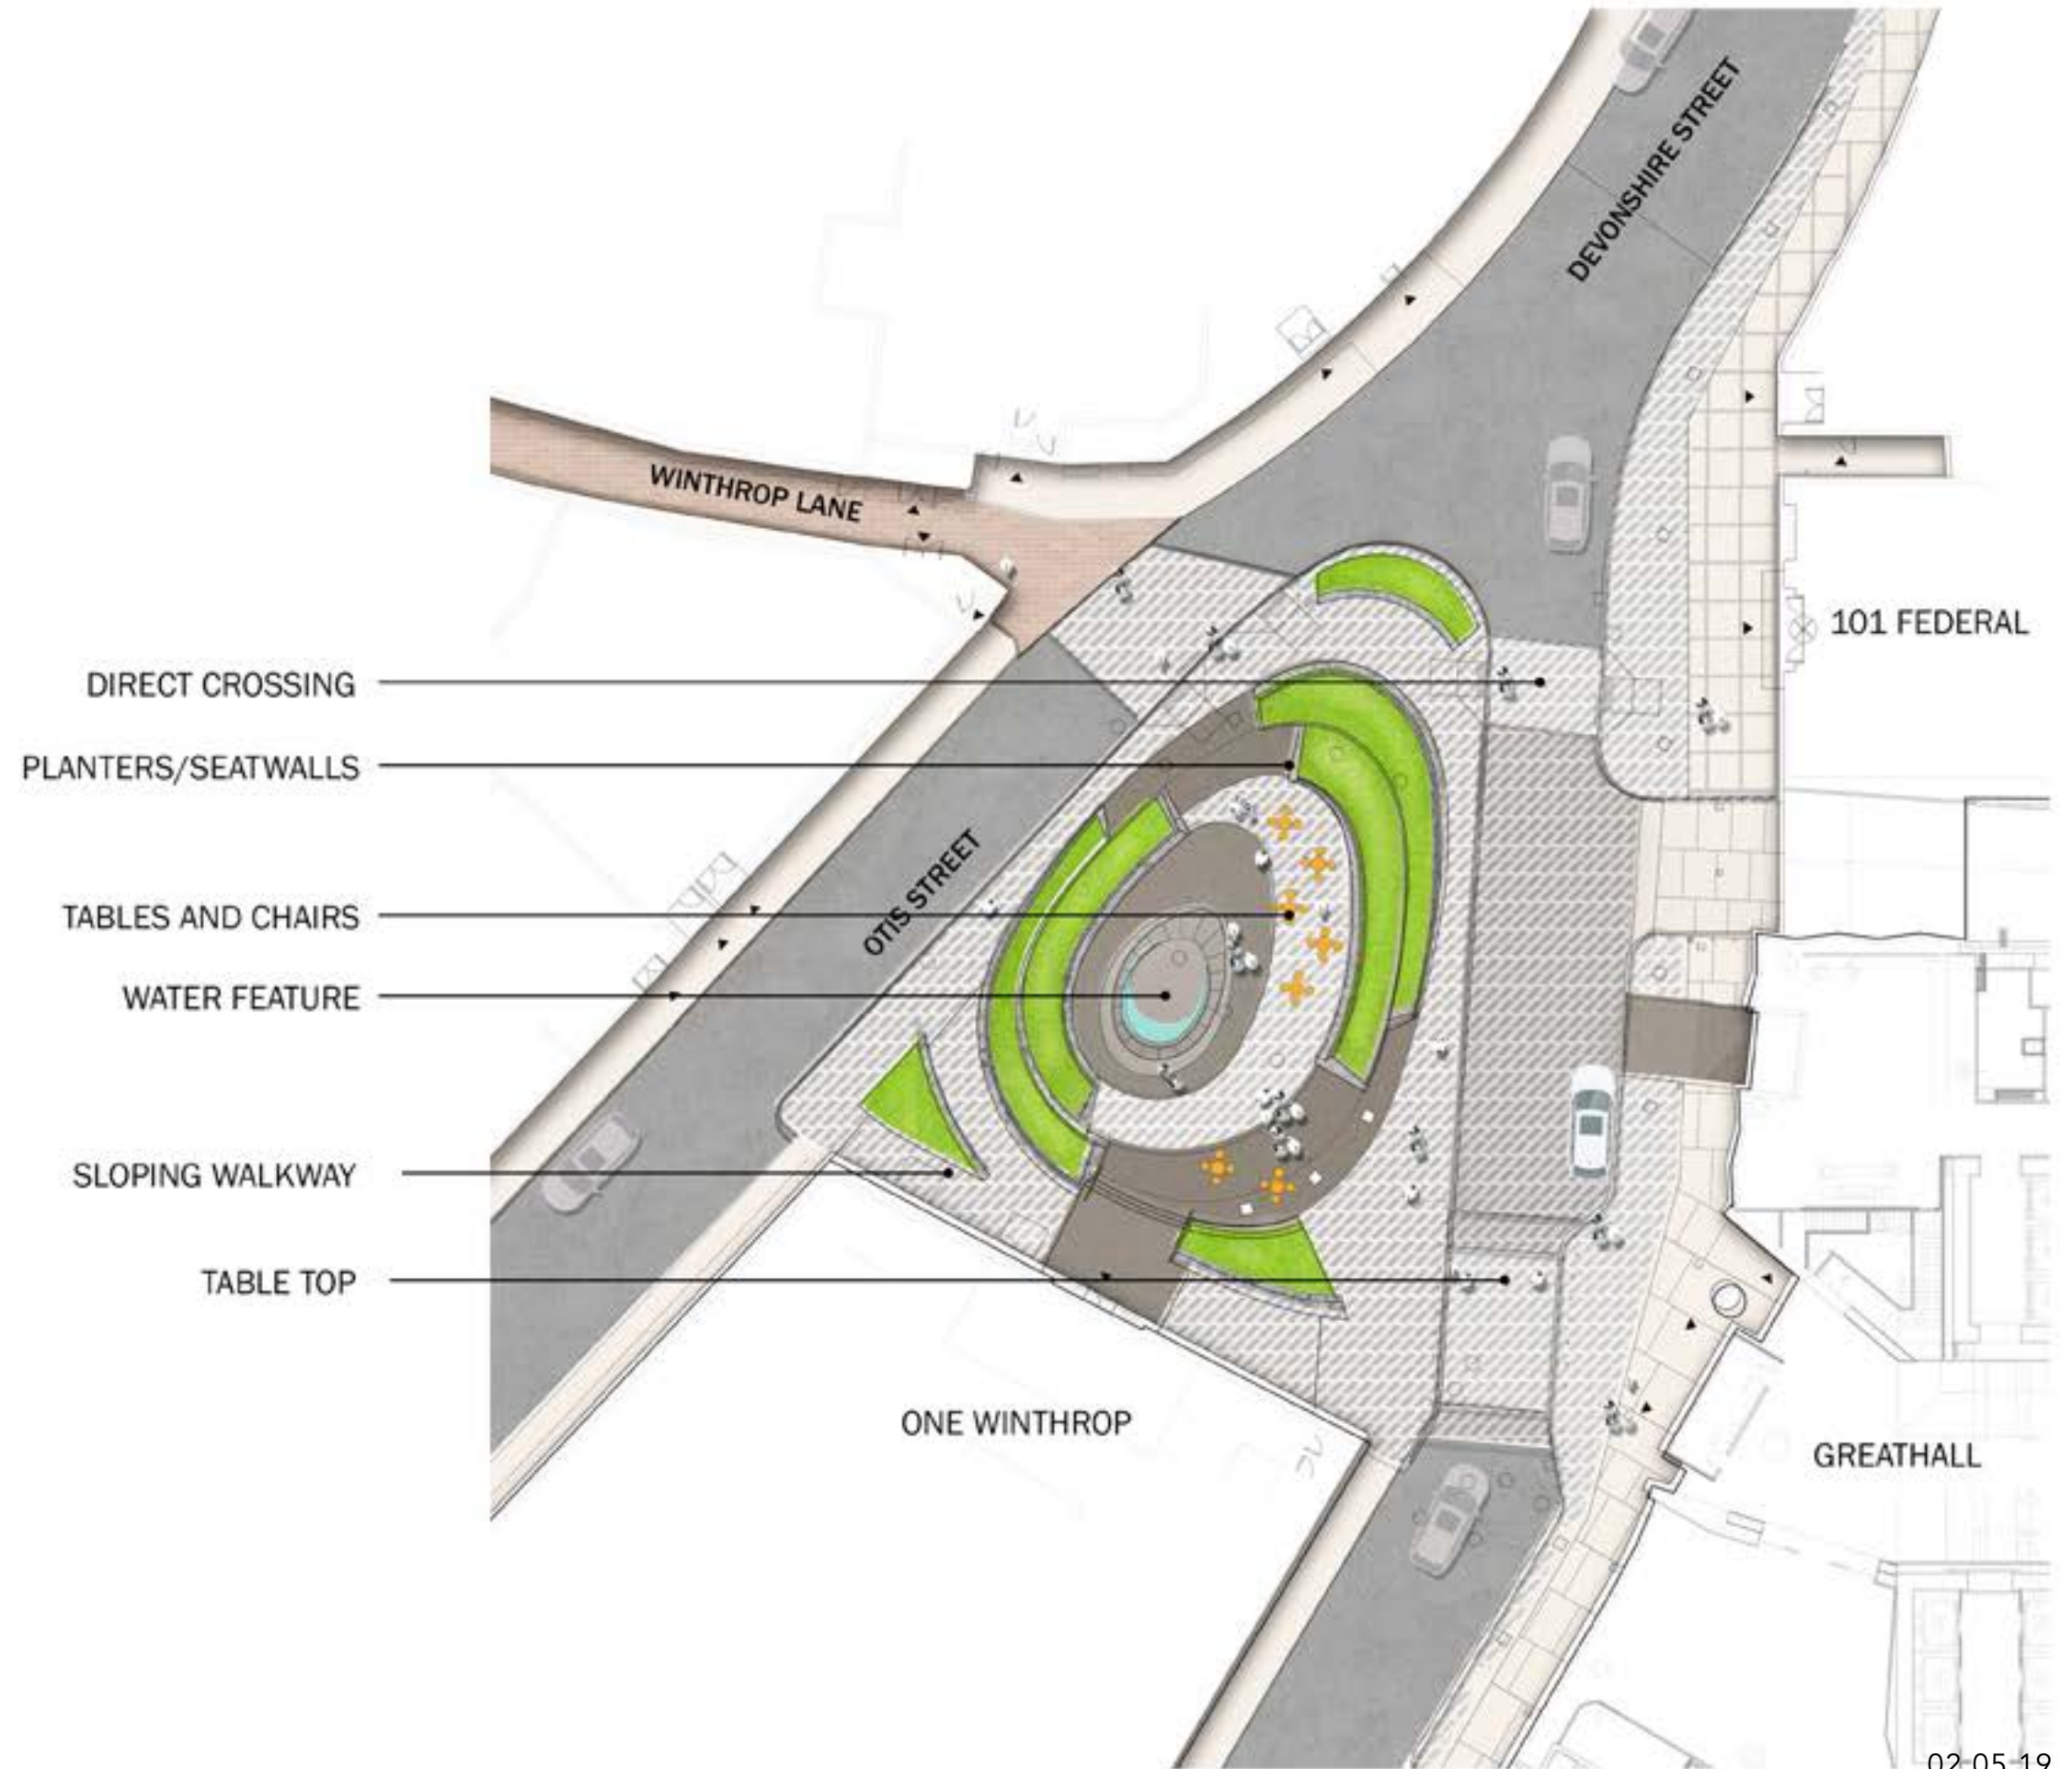 DEVONSHIRE STREET
WINTHROP LANE
101 FEDERAL
DIRECT CROSSING
PLANTERS/SEATWALLS
OTIS STREET
TABLES AND CHAIRS
WATER FEATURE
SLOPING WALKWAY
TABLE TOP
ONE WINTHROP
GREATHALL
02.05.19